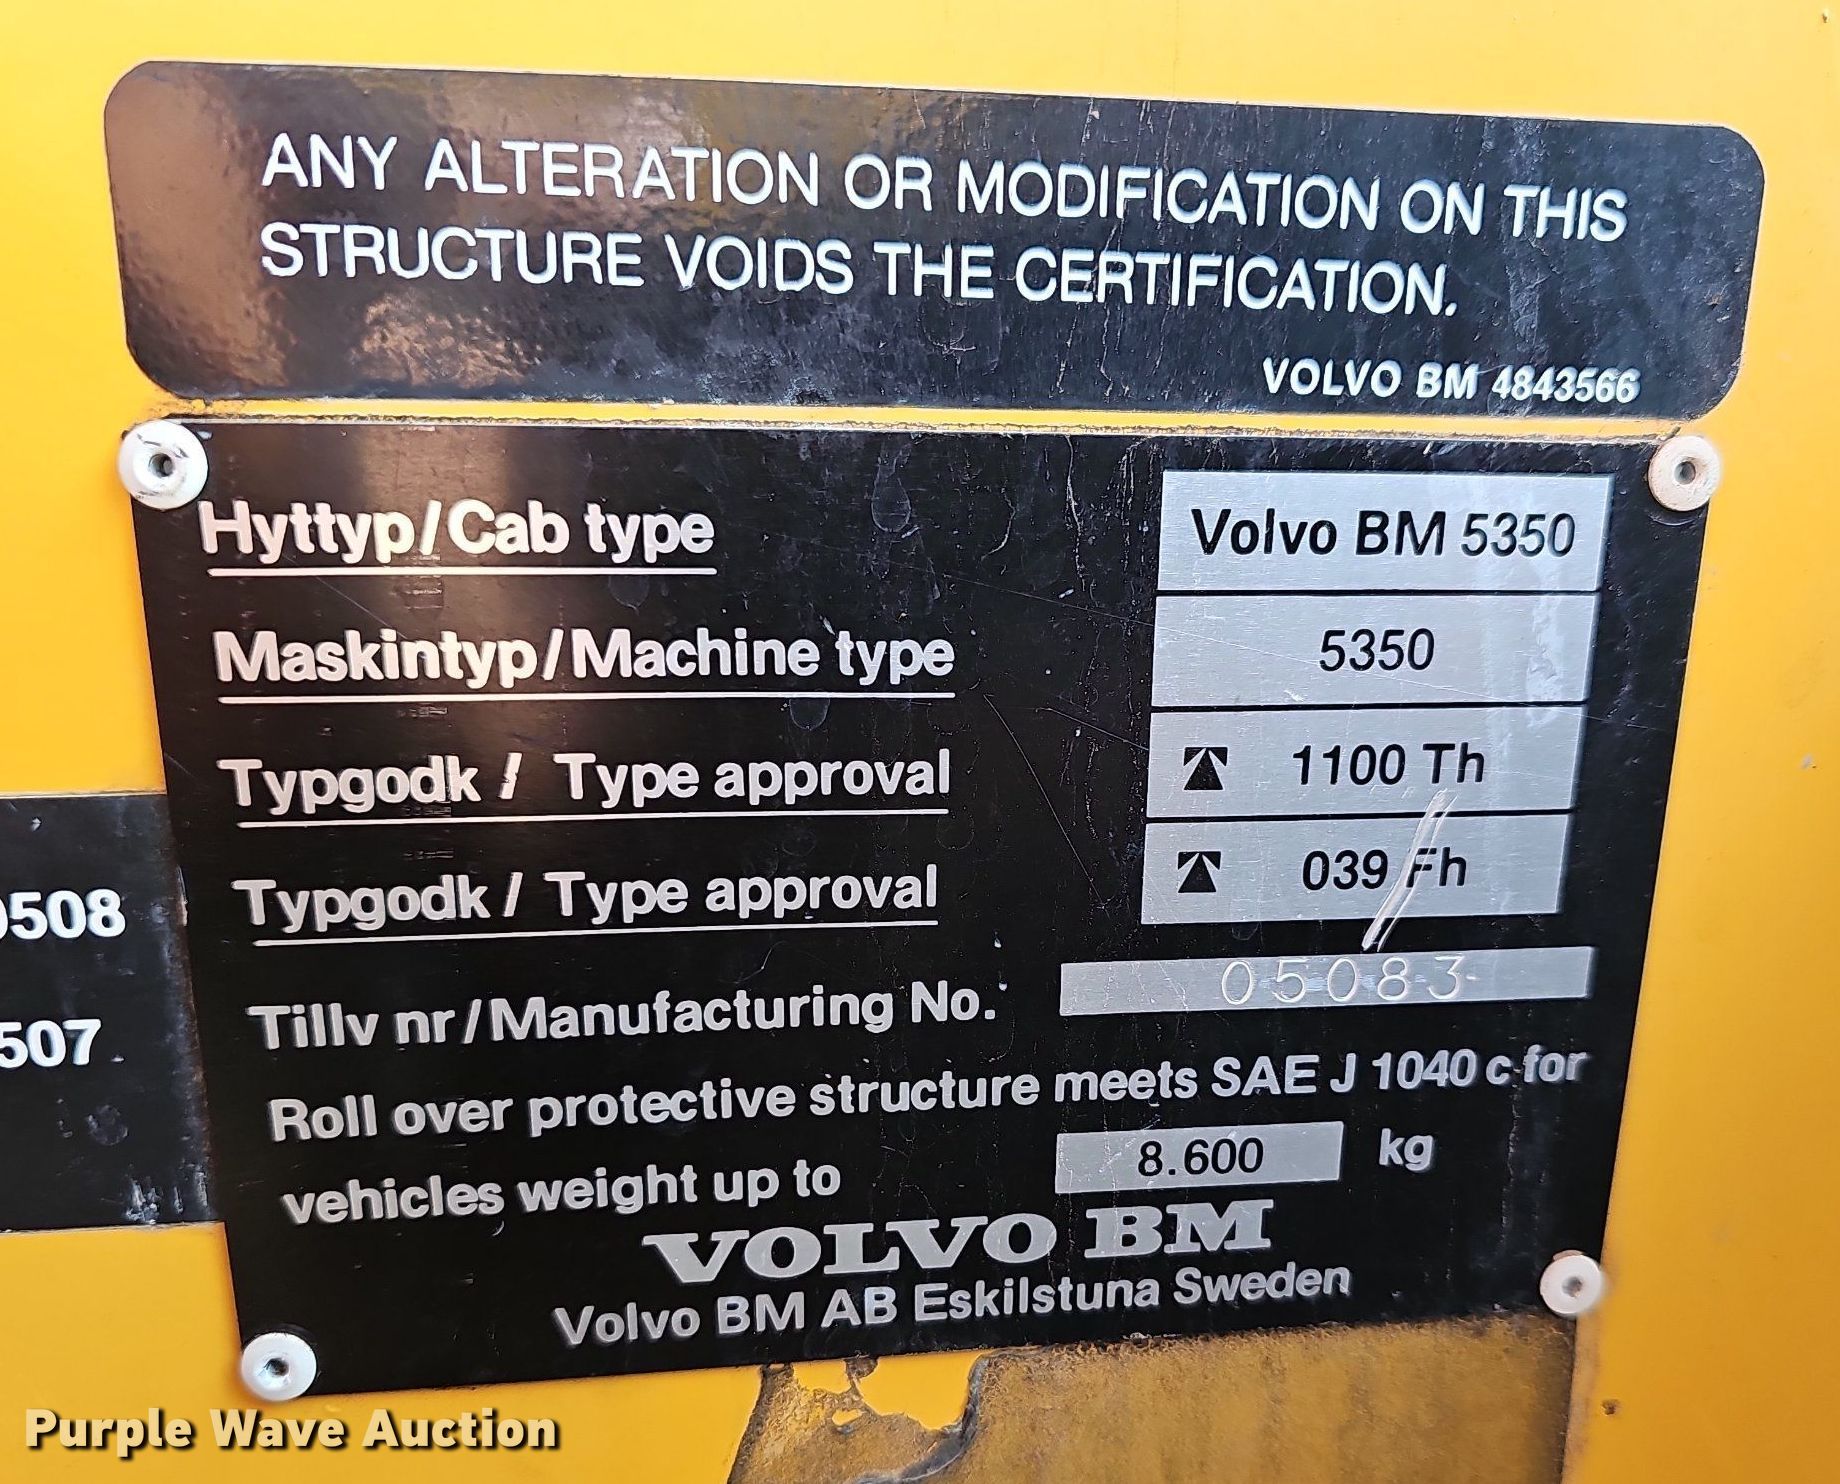 ANY ALTERATION OR MODIFICATION ON THIS
STRUCTURE VOIDS THE CERTIFICATION.
VOLVO BM 4843566
Hyttyp/Cab type Volvo BM 5350
Maskintyp/Machine type 5350
Typgodk / Type approval 1100 Th
Typgodk / Type approval 039 Fh
Tillv nr/Manufacturing No. 05083
Roll over protective structure meets SAE J 1040 c for
vehicles weight up to 8.600 kg
VOLVO BM
Volvo BM AB Eskilstuna Sweden
508
507
Purple Wave Auction